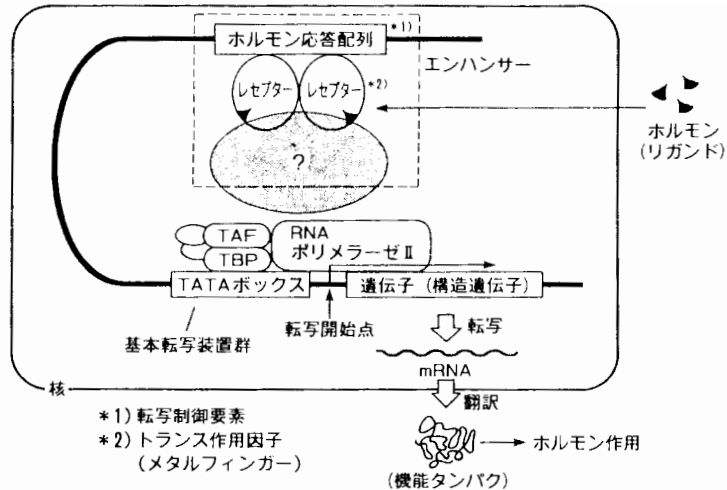 ホルモン応答配列 *1)
エンハンサー
レセプター
レセプター *2)
ホルモン
(リガンド)
?
TAF
TBP
RNA
ポリメラーゼⅡ
TATAボックス
遺伝子(構造遺伝子)
基本転写装置群
転写開始点
転写
mRNA
核
翻訳
*1) 転写制御要素
*2) トランス作用因子
(メタルフィンガー)
(機能タンパク)
ホルモン作用